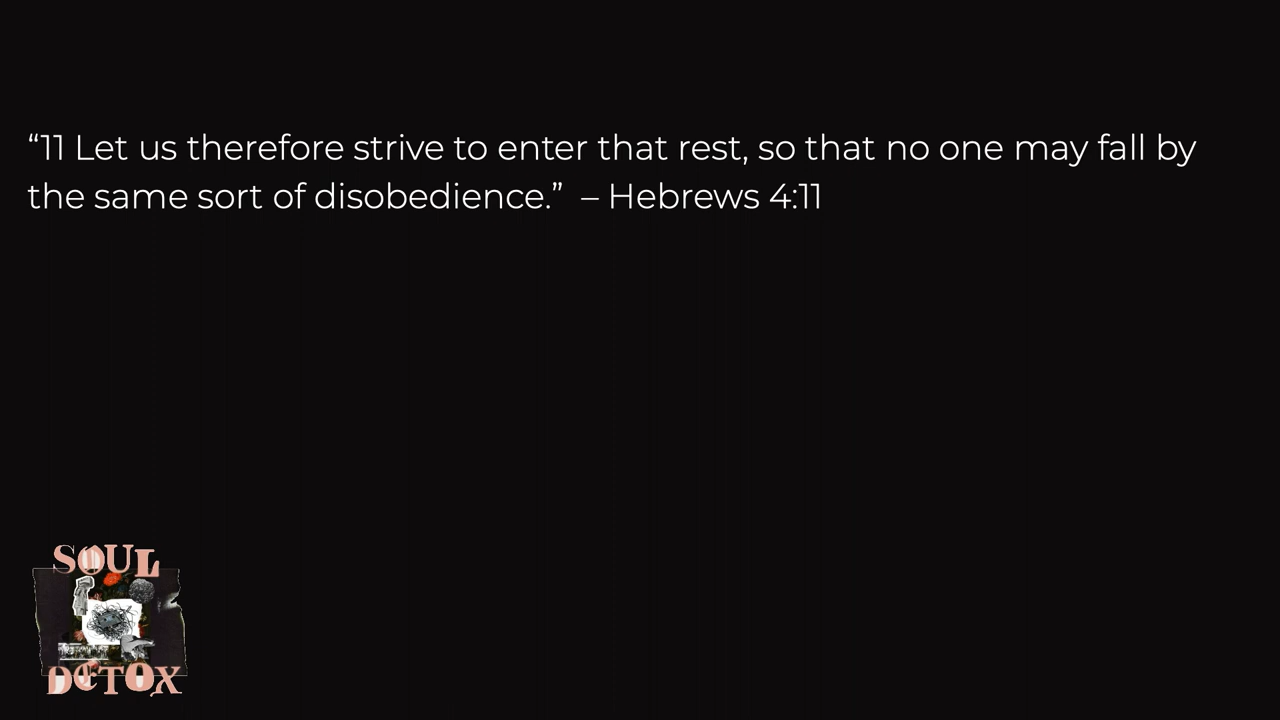 “11 Let us therefore strive to enter that rest, so that no one may fall by
the same sort of disobedience.” – Hebrews 4:11
SOUL
DETOX